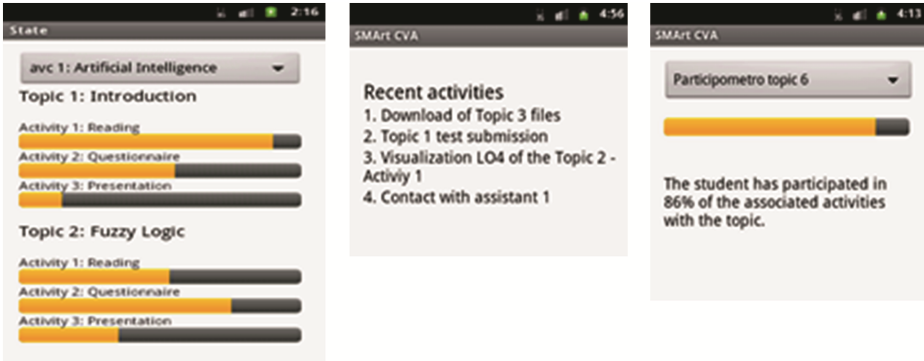 2:16
State
avc 1: Artificial Intelligence
Topic 1: Introduction
Activity 1: Reading
Activity 2: Questionnaire
Activity 3: Presentation
Topic 2: Fuzzy Logic
Activity 1: Reading
Activity 2: Questionnaire
Activity 3: Presentation
4:56
SMArt CVA
Recent activities
1. Download of Topic 3 files
2. Topic 1 test submission
3. Visualization LO4 of the Topic 2 -
Activiy 1
4. Contact with assistant 1
4:11
SMArt CVA
Participometro topic 6
The student has participated in
86% of the associated activities
with the topic.